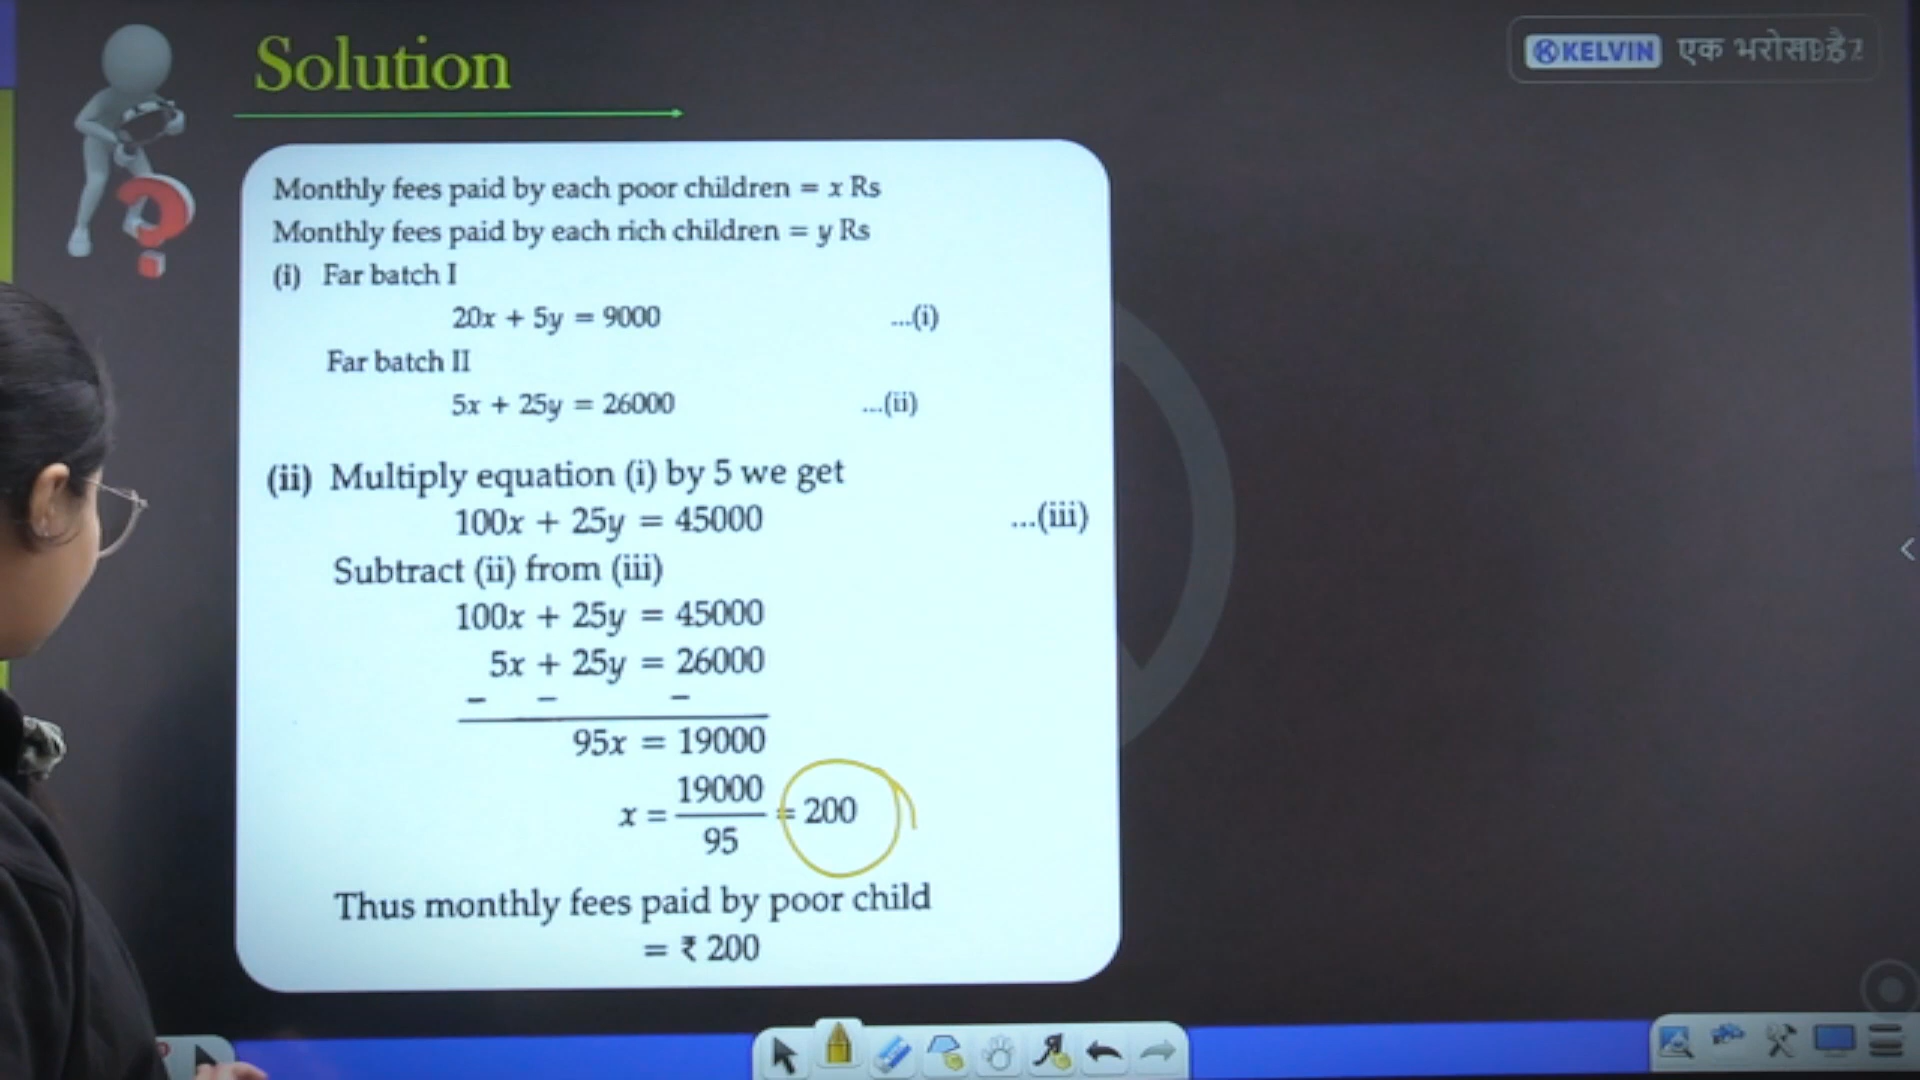 Solution
KELVIN एक भरोसा है
Monthly fees paid by each poor children = x Rs
Monthly fees paid by each rich children = y Rs
(i) Far batch I
20x + 5y = 9000 ...(i)
Far batch II
5x + 25y = 26000 ...(ii)
(ii) Multiply equation (i) by 5 we get
100x + 25y = 45000 ...(iii)
Subtract (ii) from (iii)
100x + 25y = 45000
5x + 25y = 26000
– – –
95x = 19000
x = 19000/95 = 200
Thus monthly fees paid by poor child
= ₹ 200